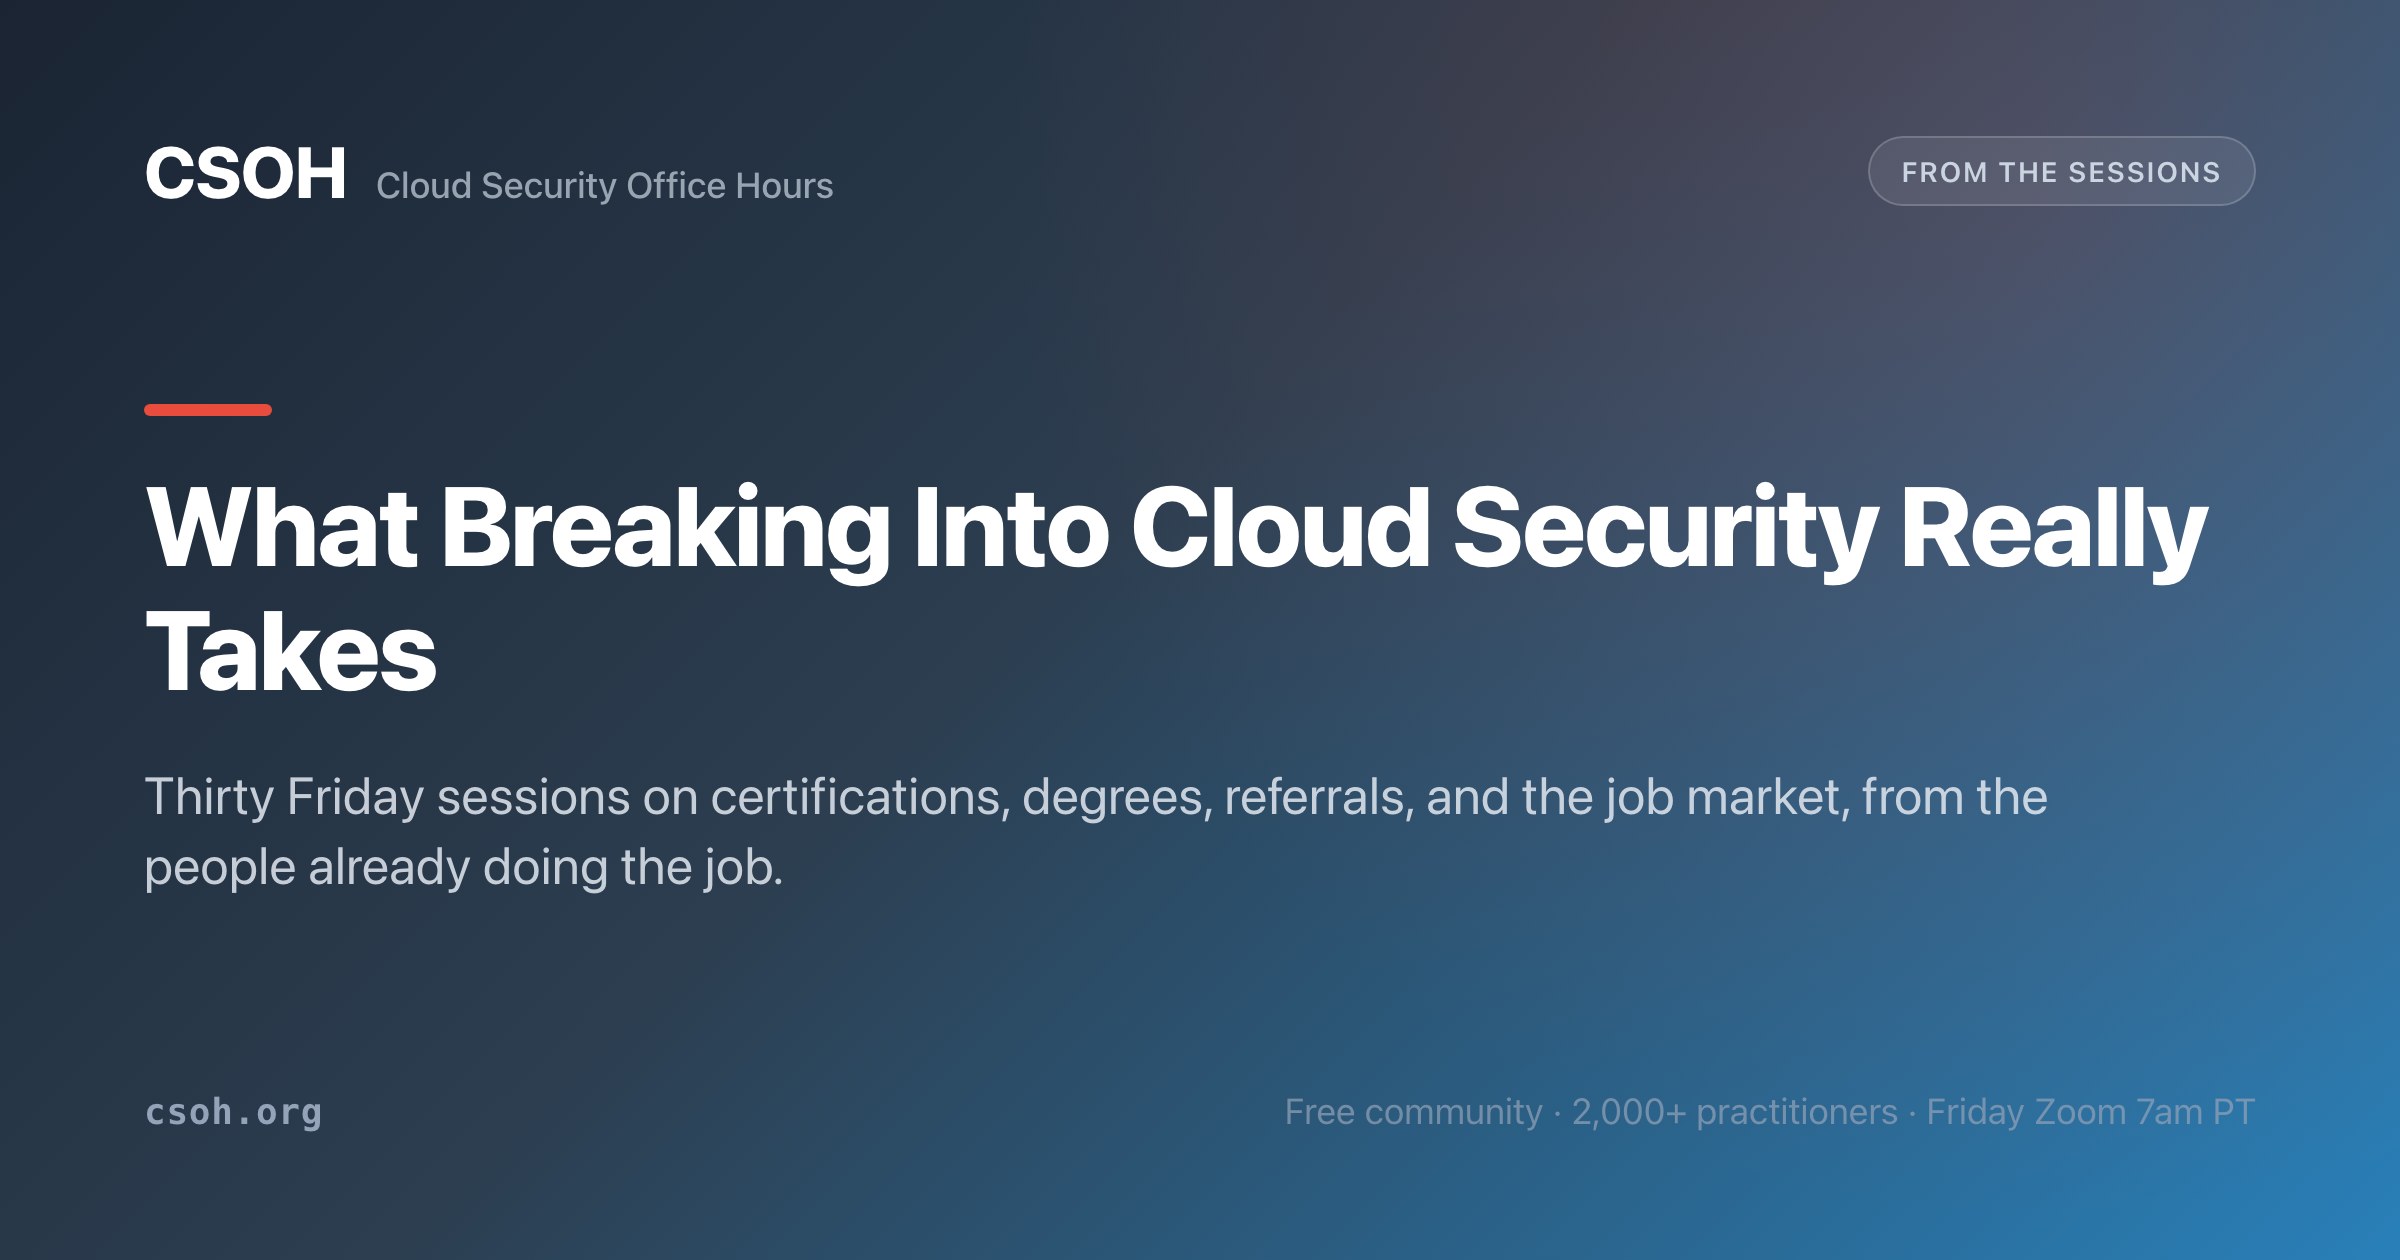 CSOH Cloud Security Office Hours
FROM THE SESSIONS
What Breaking Into Cloud Security Really
Takes
Thirty Friday sessions on certifications, degrees, referrals, and the job market, from the
people already doing the job.
csoh.org
Free community · 2,000+ practitioners · Friday Zoom 7am PT